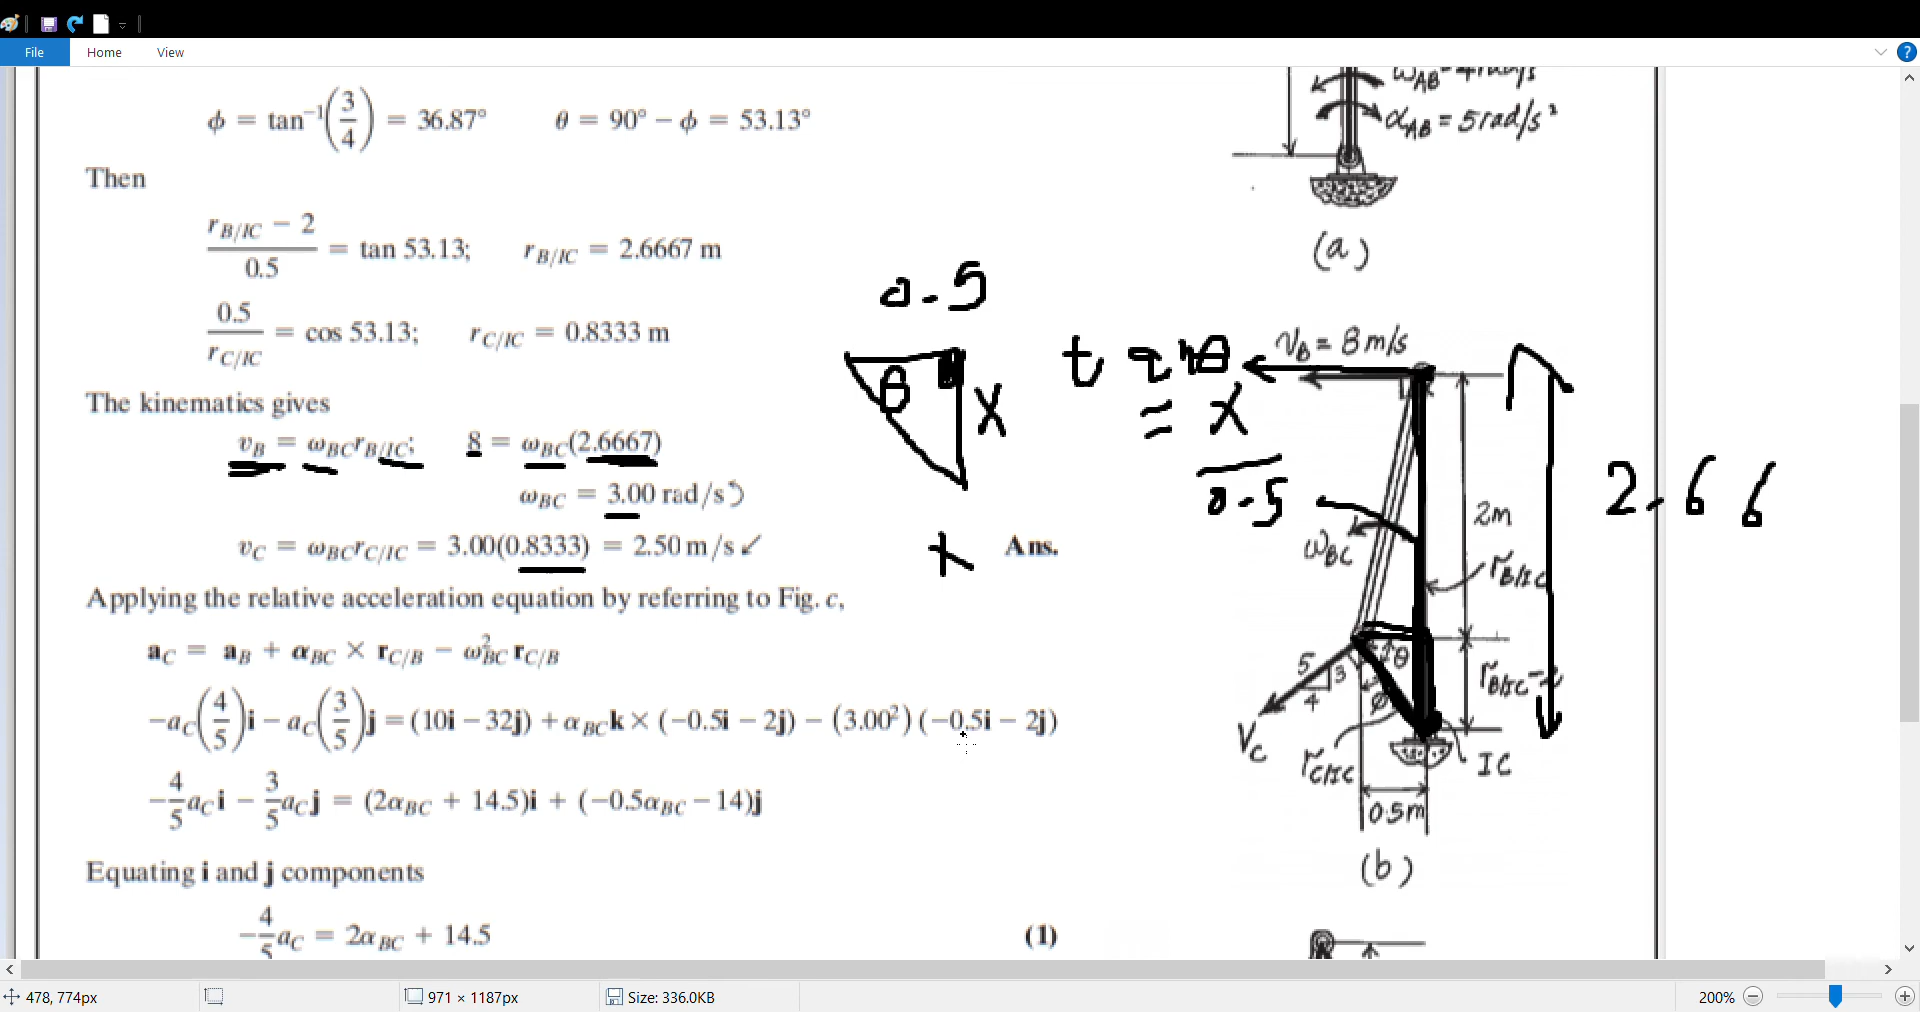 File Home View
ϕ = tan⁻¹(3/4) = 36.87° θ = 90° − ϕ = 53.13°
Then
(r_B/IC − 2)/0.5 = tan 53.13; r_B/IC = 2.6667 m
0.5/r_C/IC = cos 53.13; r_C/IC = 0.8333 m
The kinematics gives
v_B = ω_BC r_B/IC; 8 = ω_BC(2.6667)
ω_BC = 3.00 rad/s
v_C = ω_BC r_C/IC = 3.00(0.8333) = 2.50 m/s Ans.
Applying the relative acceleration equation by referring to Fig. c,
a_C = a_B + α_BC × r_C/B − ω²_BC r_C/B
−a_C(4/5)i − a_C(3/5)j = (10i − 32j) + α_BC k × (−0.5i − 2j) − (3.00²)(−0.5i − 2j)
−4/5 a_C i − 3/5 a_C j = (2α_BC + 14.5)i + (−0.5α_BC − 14)j
Equating i and j components
−4/5 a_C = 2α_BC + 14.5 (1)
0.5
θ
x
tanθ
= x
0.5
ω_AB = 4 rad/s
α_AB = 5 rad/s²
(a)
v_B = 8 m/s
2.66
2m
ω_BC
r_B/IC
θ
5
3
4
r_B/IC-2
ϕ
V_C
r_C/IC
IC
0.5m
(b)
478, 774px 971 × 1187px Size: 336.0KB 200%